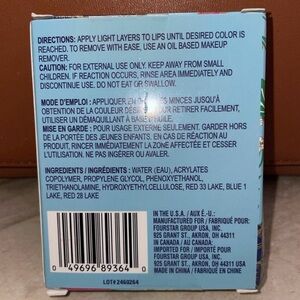 DIRECTIONS: APPLY LIGHT LAYERS TO LIPS UNTIL DESIRED COLOR IS
REACHED. TO REMOVE WITH EASE, USE AN OIL BASED MAKEUP
REMOVER.
CAUTION: FOR EXTERNAL USE ONLY. KEEP AWAY FROM SMALL
CHILDREN. IF REACTION OCCURS, RINSE AREA IMMEDIATELY AND
DISCONTINUE USE. DO NOT EAT OR SWALLOW.
MODE D'EMPLOI: APPLIQUER EN COUCHES MINCES JUSQU'À
OBTENTION DE LA COULEUR DÉSIRÉE. POUR RETIRER FACILEMENT,
UTILISER UN DÉMAQUILLANT À BASE D'HUILE.
MISE EN GARDE : POUR USAGE EXTERNE SEULEMENT. GARDER HORS
DE LA PORTÉE DES JEUNES ENFANTS. EN CAS DE RÉACTION AU
PRODUIT, RINCER IMMÉDIATEMENT LA ZONE AFFECTÉE ET CESSER
L'UTILISATION. NE PAS INGÉRER NI AVALER.
INGREDIENTS / INGRÉDIENTS: WATER (EAU), ACRYLATES
COPOLYMER, PROPYLENE GLYCOL, PHENOXYETHANOL,
TRIETHANOLAMINE, HYDROXYETHYLCELLULOSE, RED 33 LAKE, BLUE 1
LAKE, RED 28 LAKE
IN THE U.S.A. / AUX É.-U.:
MANUFACTURED FOR / FABRIQUÉ POUR:
FOURSTAR GROUP USA, INC.
925 GRANT ST., AKRON, OH 44311
IN CANADA / AU CANADA:
IMPORTED FOR / IMPORTÉ POUR
FOURSTAR GROUP USA, INC.
925 GRANT ST., AKRON, OH 44311
MADE IN CHINA / FABRIQUÉ EN CHINE
0 49696 89364 0
LOT# 2460264